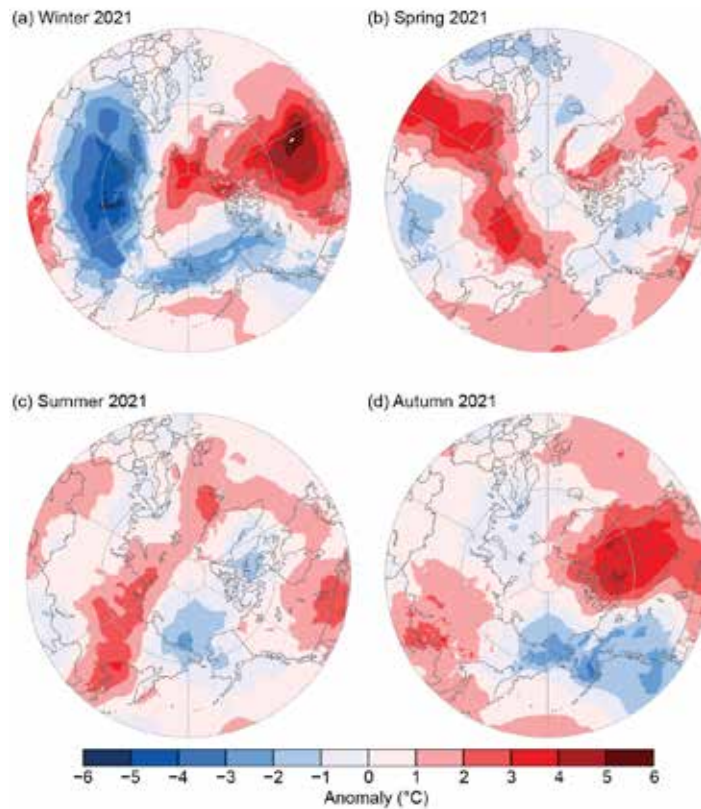 (a) Winter 2021
(b) Spring 2021
(c) Summer 2021
(d) Autumn 2021
−6 −5 −4 −3 −2 −1 0 1 2 3 4 5 6
Anomaly (°C)